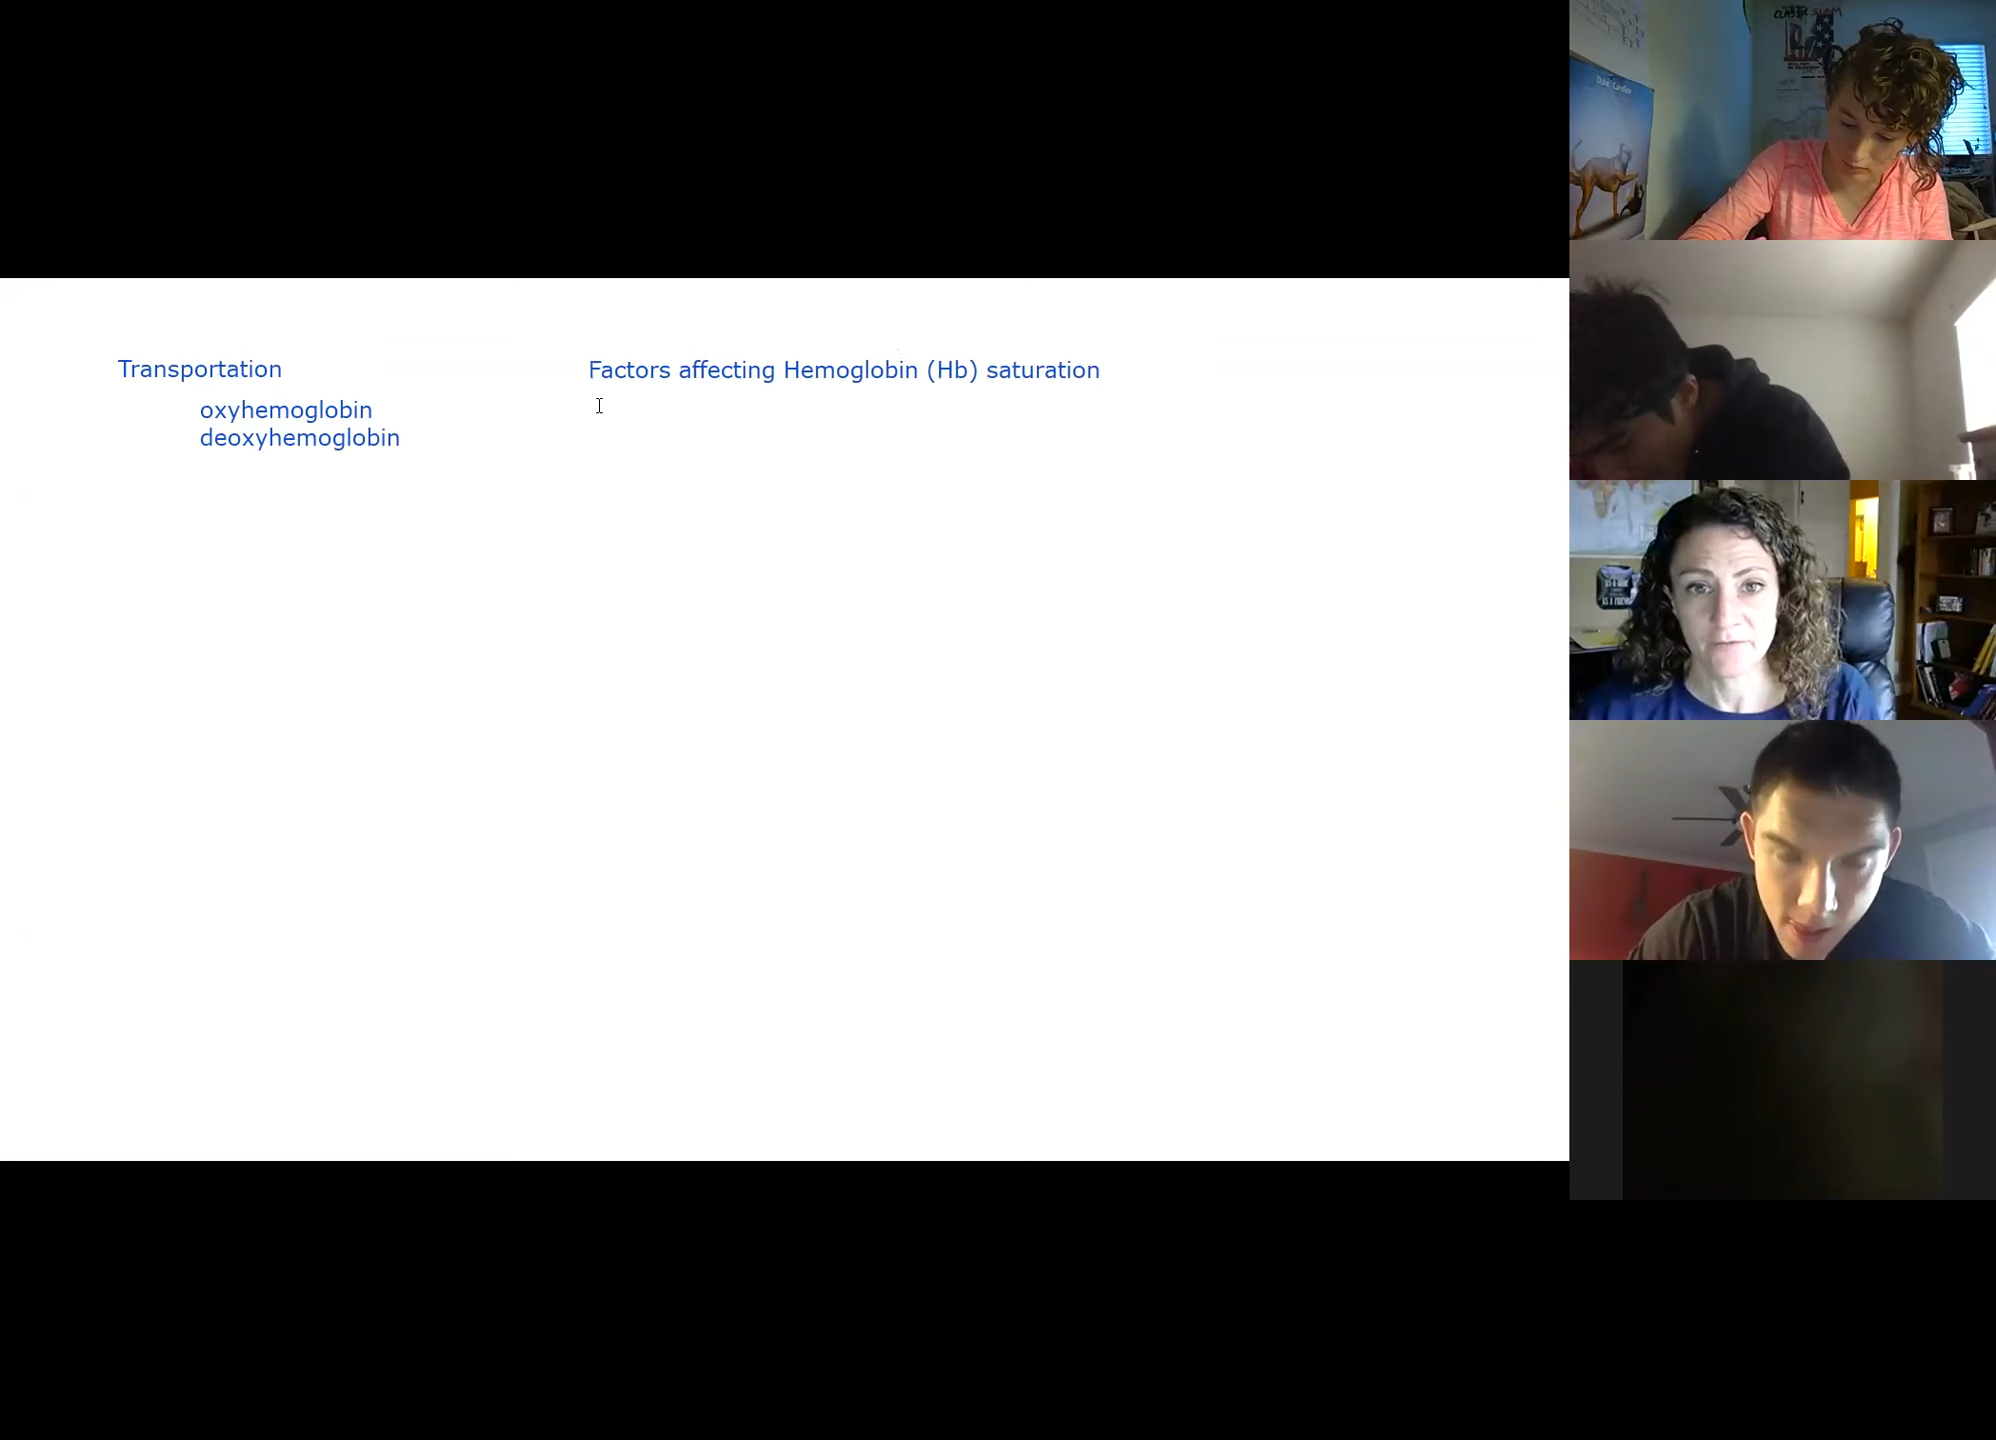 Transportation
oxyhemoglobin
deoxyhemoglobin
Factors affecting Hemoglobin (Hb) saturation